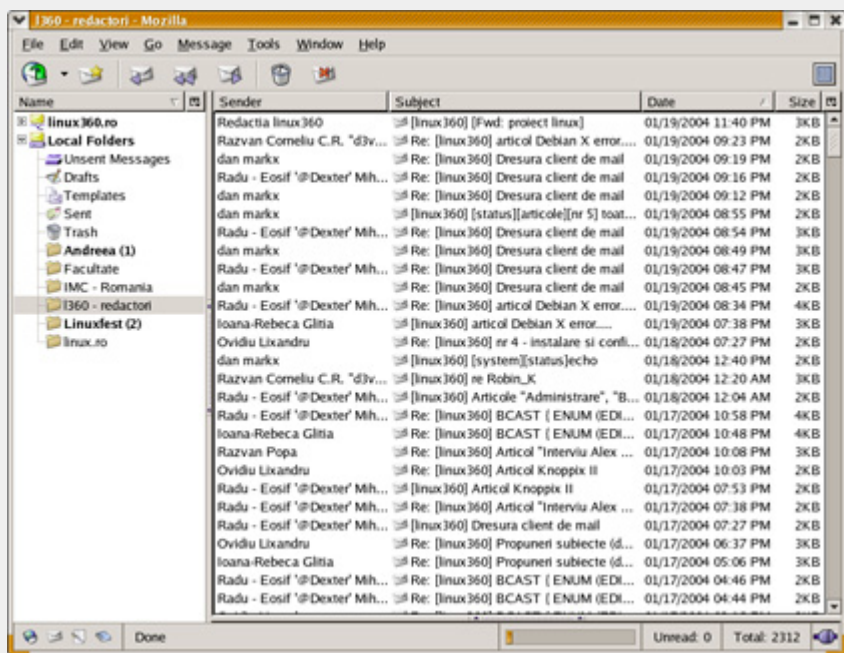 l360 - redactori - Mozilla
File Edit View Go Message Tools Window Help
Name Sender Subject Date Size
linux360.ro
Local Folders
Unsent Messages
Drafts
Templates
Sent
Trash
Andreea (1)
Facultate
IMC - Romania
l360 - redactori
Linuxfest (2)
linux.ro
Redactia linux360 [linux360] [Fwd: proiect linux] 01/19/2004 11:40 PM 3KB
Razvan Corneliu C.R. "d3v... Re: [linux360] articol Debian X error.... 01/19/2004 09:23 PM 2KB
dan markx Re: [linux360] Dresura client de mail 01/19/2004 09:19 PM 2KB
Radu - Eosif '@Dexter' Mih... Re: [linux360] Dresura client de mail 01/19/2004 09:16 PM 2KB
dan markx Re: [linux360] Dresura client de mail 01/19/2004 09:12 PM 2KB
dan markx [linux360] [status][articole][nr 5] toat... 01/19/2004 08:55 PM 2KB
Radu - Eosif '@Dexter' Mih... Re: [linux360] Dresura client de mail 01/19/2004 08:54 PM 3KB
dan markx Re: [linux360] Dresura client de mail 01/19/2004 08:49 PM 3KB
Radu - Eosif '@Dexter' Mih... Re: [linux360] Dresura client de mail 01/19/2004 08:47 PM 3KB
dan markx Re: [linux360] Dresura client de mail 01/19/2004 08:45 PM 2KB
Radu - Eosif '@Dexter' Mih... Re: [linux360] articol Debian X error.... 01/19/2004 08:34 PM 4KB
Ioana-Rebeca Glitia [linux360] articol Debian X error..... 01/19/2004 07:38 PM 3KB
Ovidiu Lixandru Re: [linux360] nr 4 - instalare si confi... 01/18/2004 07:27 PM 2KB
dan markx [linux360] [system][status]echo 01/18/2004 12:40 PM 2KB
Razvan Corneliu C.R. "d3v... [linux360] re Robin_K 01/18/2004 12:20 AM 3KB
Radu - Eosif '@Dexter' Mih... [linux360] Articole "Administrare", "B... 01/18/2004 12:04 AM 2KB
Radu - Eosif '@Dexter' Mih... Re: [linux360] BCAST { ENUM (EDI... 01/17/2004 10:58 PM 4KB
Ioana-Rebeca Glitia Re: [linux360] BCAST { ENUM (EDI... 01/17/2004 10:48 PM 4KB
Razvan Popa Re: [linux360] Articol "Interviu Alex ... 01/17/2004 10:08 PM 3KB
Ovidiu Lixandru Re: [linux360] Articol Knoppix II 01/17/2004 10:03 PM 2KB
Radu - Eosif '@Dexter' Mih... [linux360] Articol Knoppix II 01/17/2004 07:53 PM 2KB
Radu - Eosif '@Dexter' Mih... Re: [linux360] Articol "Interviu Alex ... 01/17/2004 07:38 PM 2KB
Radu - Eosif '@Dexter' Mih... [linux360] Dresura client de mail 01/17/2004 07:27 PM 2KB
Ovidiu Lixandru Re: [linux360] Propuneri subiecte (d... 01/17/2004 06:37 PM 3KB
Ioana-Rebeca Glitia Re: [linux360] Propuneri subiecte (d... 01/17/2004 05:06 PM 3KB
Radu - Eosif '@Dexter' Mih... Re: [linux360] BCAST { ENUM (EDI... 01/17/2004 04:46 PM 2KB
Radu - Eosif '@Dexter' Mih... Re: [linux360] BCAST { ENUM (EDI... 01/17/2004 04:44 PM 2KB
Done Unread: 0 Total: 2312